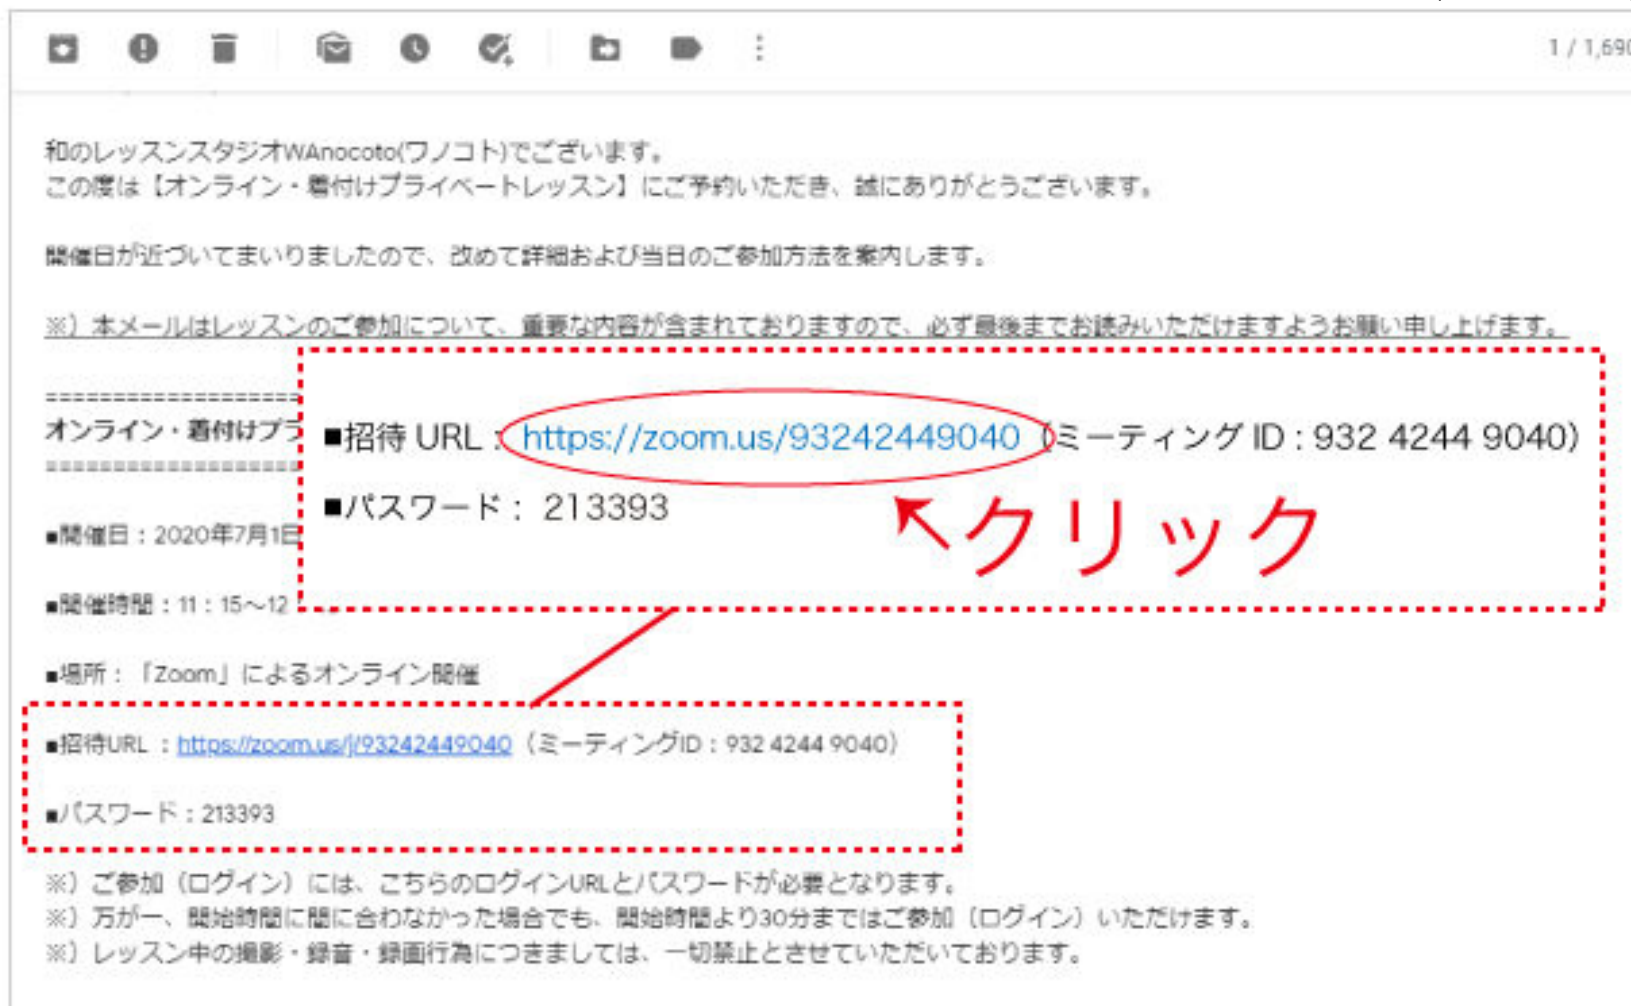 1 / 1,690
和のレッスンスタジオWAnocoto(ワノコト)でございます。
この度は【オンライン・着付けプライベートレッスン】にご予約いただき、誠にありがとうございます。
開催日が近づいてまいりましたので、改めて詳細および当日のご参加方法を案内します。
※）本メールはレッスンのご参加について、重要な内容が含まれておりますので、必ず最後までお読みいただけますようお願い申し上げます。
オンライン・着付けプラ
■招待 URL : https://zoom.us/93242449040（ミーティング ID : 932 4244 9040）
■パスワード : 213393
クリック
■開催日：2020年7月1日
■開催時間：11：15～12
■場所：「Zoom」によるオンライン開催
■招待URL ：https://zoom.us/j/93242449040（ミーティングID：932 4244 9040）
■パスワード：213393
※）ご参加（ログイン）には、こちらのログインURLとパスワードが必要となります。
※）万が一、開始時間に間に合わなかった場合でも、開始時間より30分まではご参加（ログイン）いただけます。
※）レッスン中の撮影・録音・録画行為につきましては、一切禁止とさせていただいております。